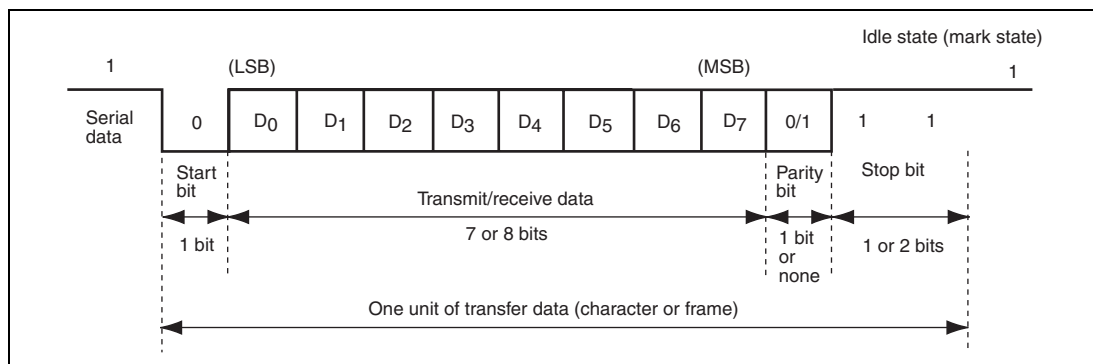 Idle state (mark state)
1 (LSB) (MSB) 1
Serial data 0 D0 D1 D2 D3 D4 D5 D6 D7 0/1 1 1
Start bit
Parity bit
Stop bit
Transmit/receive data
1 bit
7 or 8 bits
1 bit or none
1 or 2 bits
One unit of transfer data (character or frame)